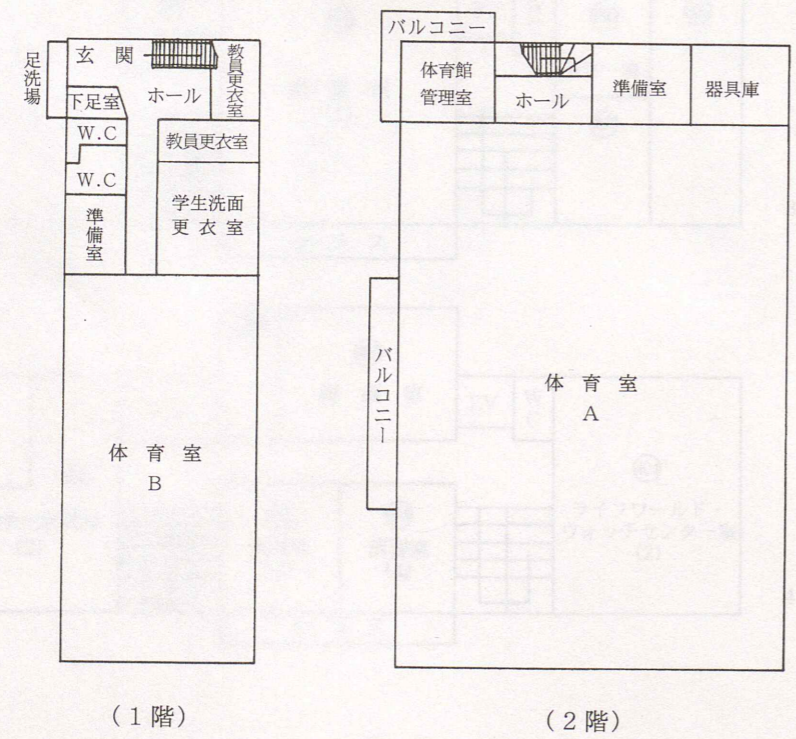 足洗場
玄関
教員更衣室
下足室
ホール
W.C
教員更衣室
W.C
学生洗面
更衣室
準備室
体育室
B
(1階)
バルコニー
体育館
管理室
ホール
準備室
器具庫
バルコニー
体育室
A
(2階)